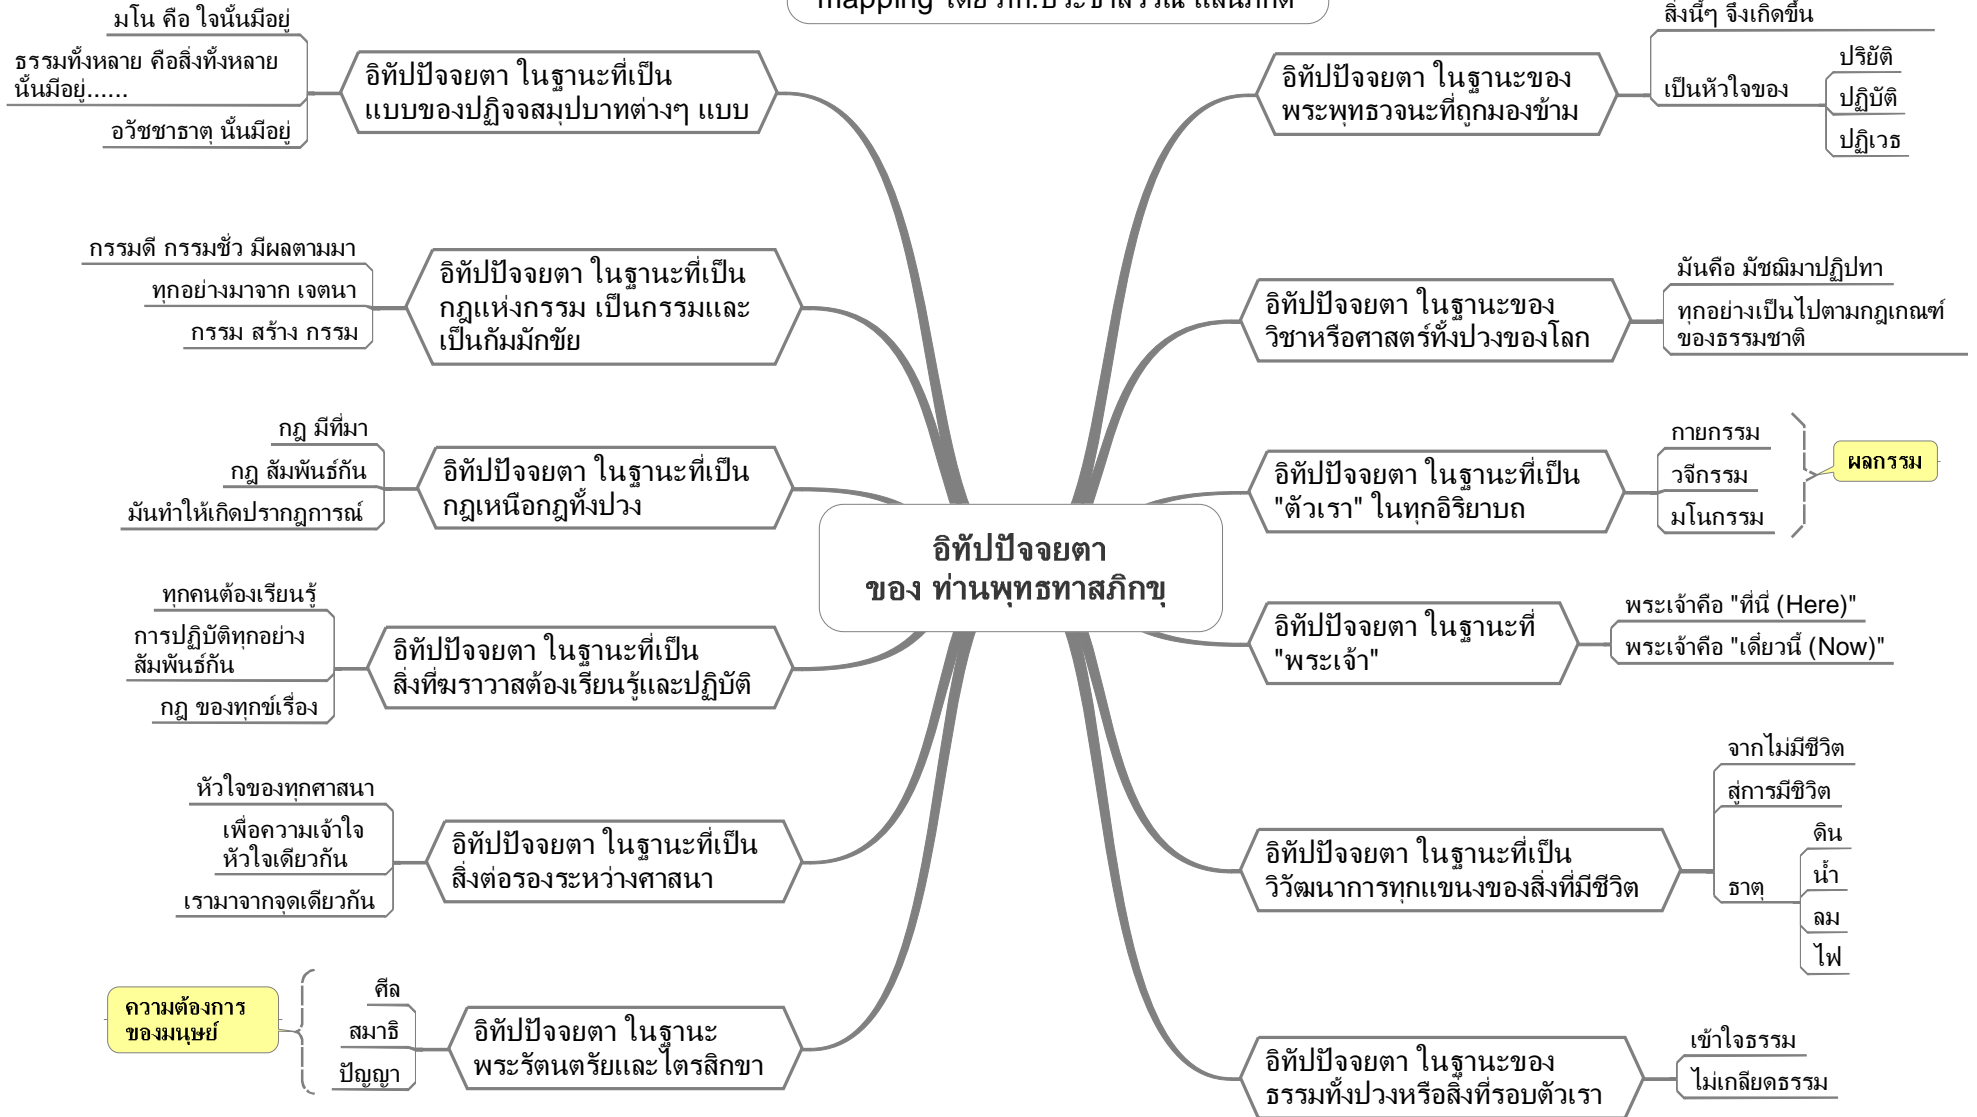 mapping โดย ภก.ประชาสรรณ์ แสนภักดี
อิทัปปัจจยตา
ของ ท่านพุทธทาสภิกขุ
สิ่งนี้ๆ จึงเกิดขึ้น
อิทัปปัจจยตา ในฐานะของ
พระพุทธวจนะที่ถูกมองข้าม
เป็นหัวใจของ
ปริยัติ
ปฏิบัติ
ปฏิเวธ
อิทัปปัจจยตา ในฐานะของ
วิชาหรือศาสตร์ทั้งปวงของโลก
มันคือ มัชฌิมาปฏิปทา
ทุกอย่างเป็นไปตามกฎเกณฑ์
ของธรรมชาติ
อิทัปปัจจยตา ในฐานะที่เป็น
"ตัวเรา" ในทุกอิริยาบถ
กายกรรม
วจีกรรม
มโนกรรม
ผลกรรม
อิทัปปัจจยตา ในฐานะที่
"พระเจ้า"
พระเจ้าคือ "ที่นี่ (Here)"
พระเจ้าคือ "เดี๋ยวนี้ (Now)"
อิทัปปัจจยตา ในฐานะที่เป็น
วิวัฒนาการทุกแขนงของสิ่งที่มีชีวิต
จากไม่มีชีวิต
สู่การมีชิวิต
ธาตุ
ดิน
น้ำ
ลม
ไฟ
อิทัปปัจจยตา ในฐานะของ
ธรรมทั้งปวงหรือสิ่งที่รอบตัวเรา
เข้าใจธรรม
ไม่เกลียดธรรม
มโน คือ ใจนั้นมีอยู่
ธรรมทั้งหลาย คือสิ่งทั้งหลาย
นั้นมีอยู่......
อวัชชาธาตุ นั้นมีอยู่
อิทัปปัจจยตา ในฐานะที่เป็น
แบบของปฏิจจสมุปบาทต่างๆ แบบ
กรรมดี กรรมชั่ว มีผลตามมา
ทุกอย่างมาจาก เจตนา
กรรม สร้าง กรรม
อิทัปปัจจยตา ในฐานะที่เป็น
กฎแห่งกรรม เป็นกรรมและ
เป็นกัมมักขัย
กฎ มีที่มา
กฎ สัมพันธ์กัน
มันทำให้เกิดปรากฎการณ์
อิทัปปัจจยตา ในฐานะที่เป็น
กฎเหนือกฎทั้งปวง
ทุกคนต้องเรียนรู้
การปฏิบัติทุกอย่าง
สัมพันธ์กัน
กฎ ของทุกข์เรื่อง
อิทัปปัจจยตา ในฐานะที่เป็น
สิ่งที่ฆราวาสต้องเรียนรู้และปฏิบัติ
หัวใจของทุกศาสนา
เพื่อความเจ้าใจ
หัวใจเดียวกัน
เรามาจากจุดเดียวกัน
อิทัปปัจจยตา ในฐานะที่เป็น
สิ่งต่อรองระหว่างศาสนา
ความต้องการ
ของมนุษย์
ศีล
สมาธิ
ปัญญา
อิทัปปัจจยตา ในฐานะ
พระรัตนตรัยและไตรสิกขา